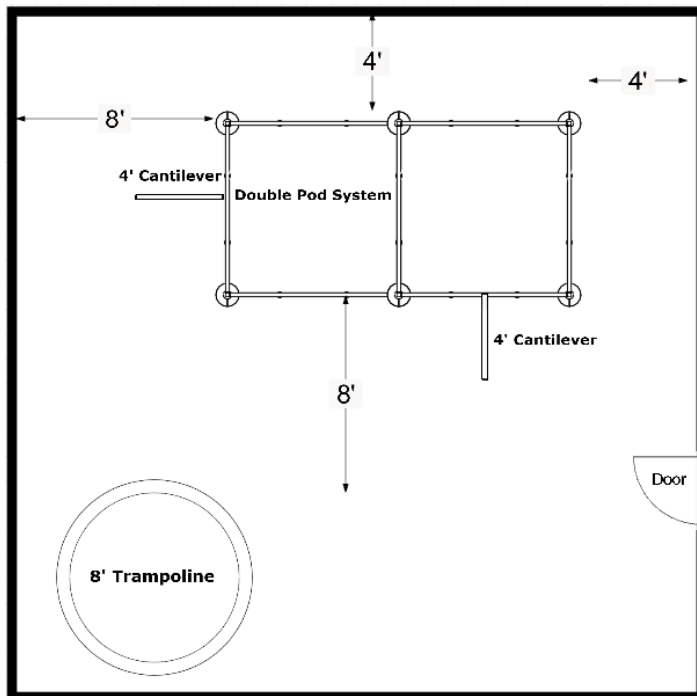 4'
4'
8'
4' Cantilever
Double Pod System
4' Cantilever
8'
Door
8' Trampoline